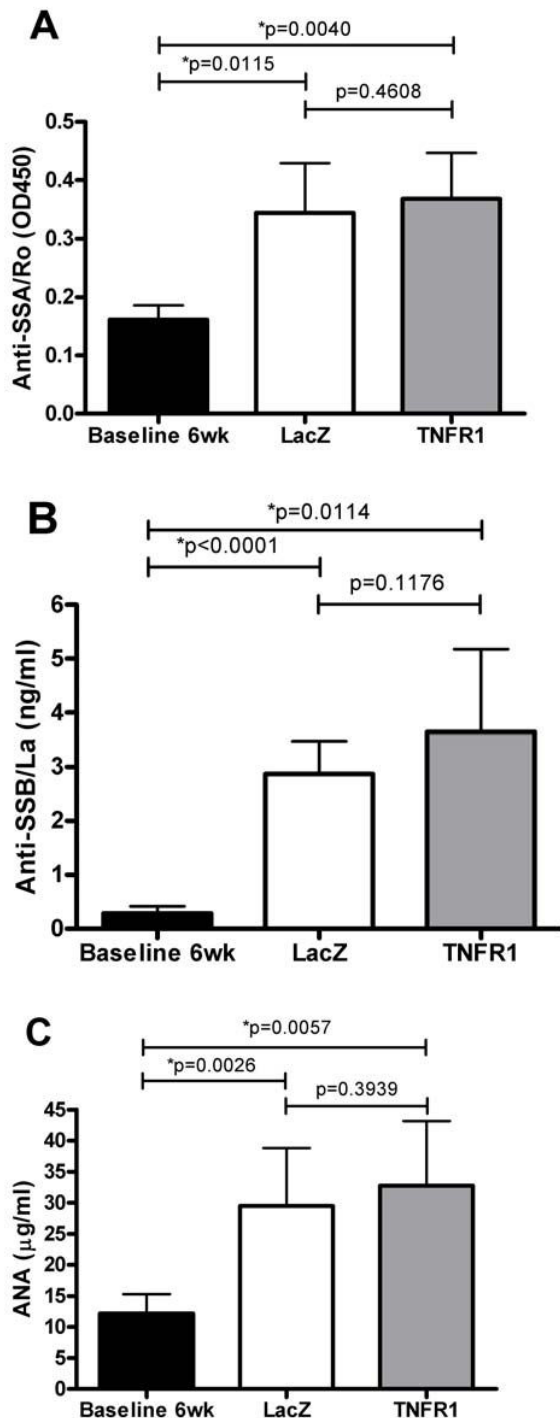 A
*p=0.0040
*p=0.0115
p=0.4608
Anti-SSA/Ro (OD450)
0.5
0.4
0.3
0.2
0.1
0.0
Baseline 6wk LacZ TNFR1
B
*p=0.0114
*p<0.0001
p=0.1176
Anti-SSB/La (ng/ml)
6
5
4
3
2
1
0
Baseline 6wk LacZ TNFR1
C
*p=0.0057
*p=0.0026
p=0.3939
ANA (μg/ml)
45
40
35
30
25
20
15
10
5
0
Baseline 6wk LacZ TNFR1